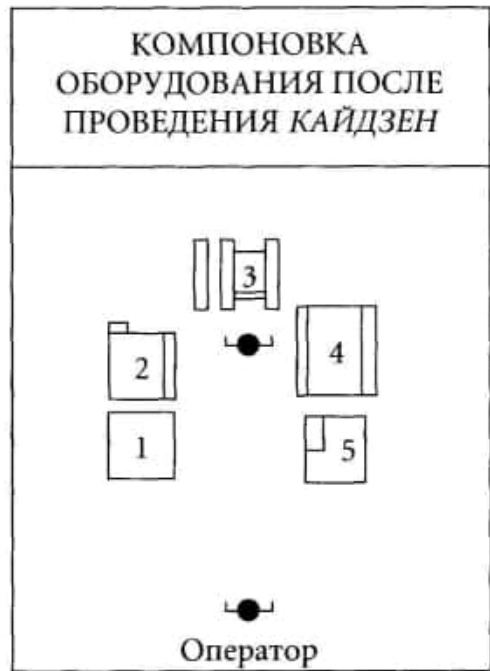 КОМПОНОВКА
ОБОРУДОВАНИЯ ПОСЛЕ
ПРОВЕДЕНИЯ КАЙДЗЕН
3
2
4
1
5
Оператор